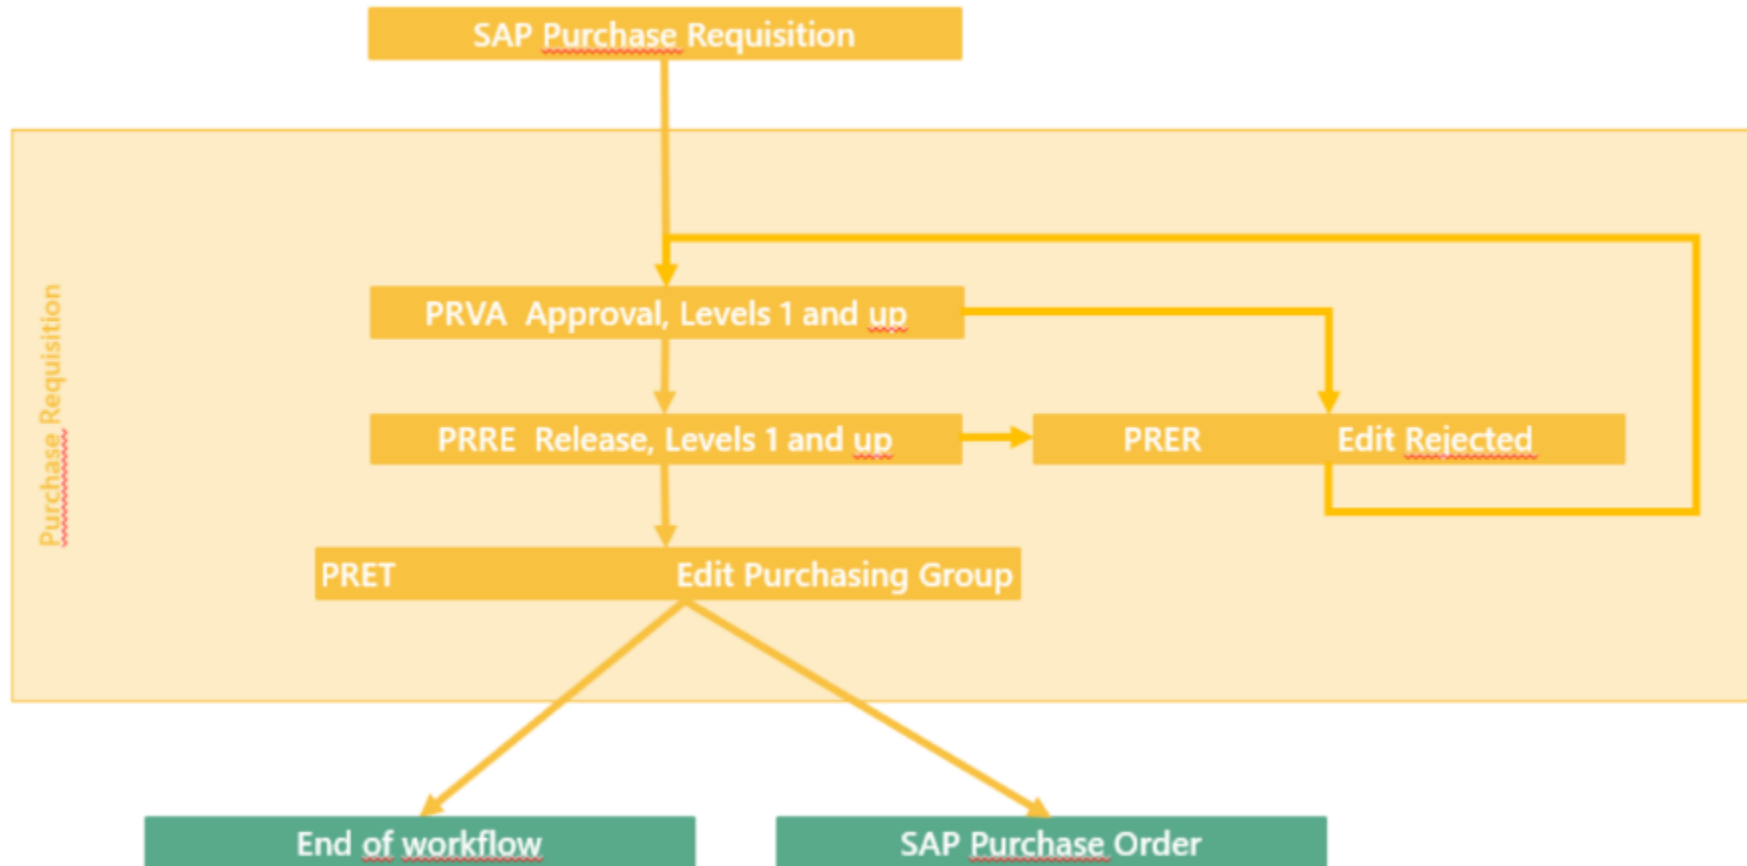 SAP Purchase Requisition
Purchase Requisition
PRVA Approval, Levels 1 and up
PRRE Release, Levels 1 and up
PRER Edit Rejected
PRET Edit Purchasing Group
End of workflow
SAP Purchase Order